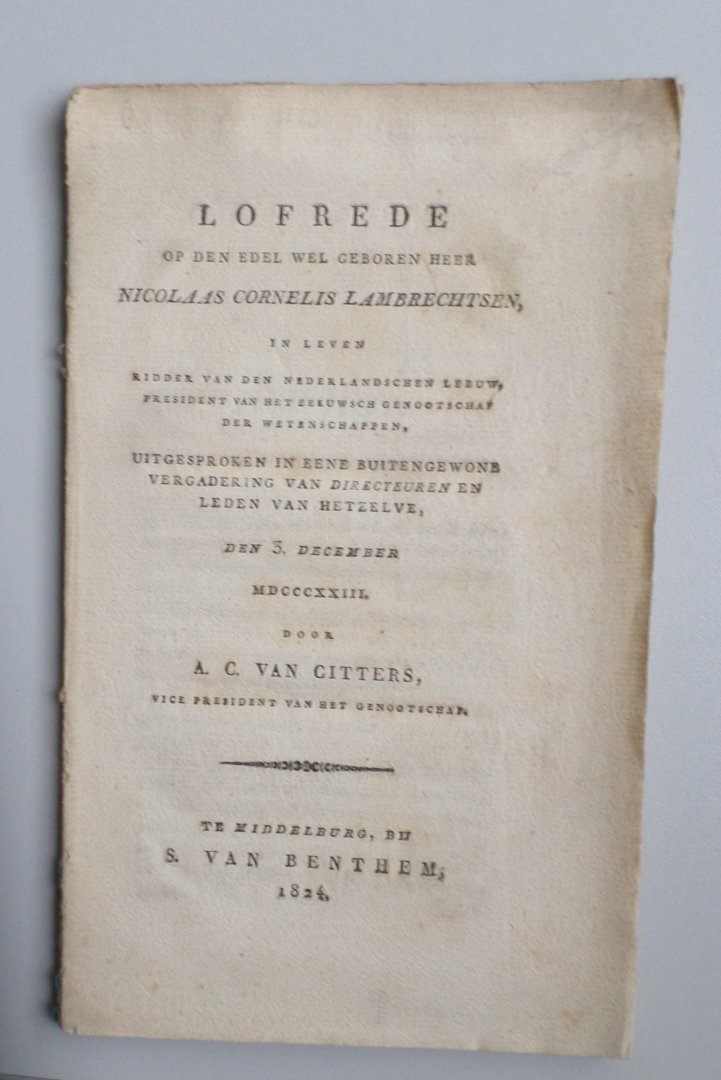 LOFREDE
OP DEN EDEL WEL GEBOREN HEER
NICOLAAS CORNELIS LAMBRECHTSEN,
IN LEVEN
RIDDER VAN DEN NEDERLANDSCHEN LEEUW,
PRESIDENT VAN HET ZEEUWSCH GENOOTSCHAP
DER WETENSCHAPPEN,
UITGESPROKEN IN EENE BUITENGEWONE
VERGADERING VAN DIRECTEUREN EN
LEDEN VAN HETZELVE,
DEN 3. DECEMBER
MDCCCXXIII.
DOOR
A. C. VAN CITTERS,
VICE PRESIDENT VAN HET GENOOTSCHAP.
TE MIDDELBURG, BIJ
S. VAN BENTHEM,
1824.